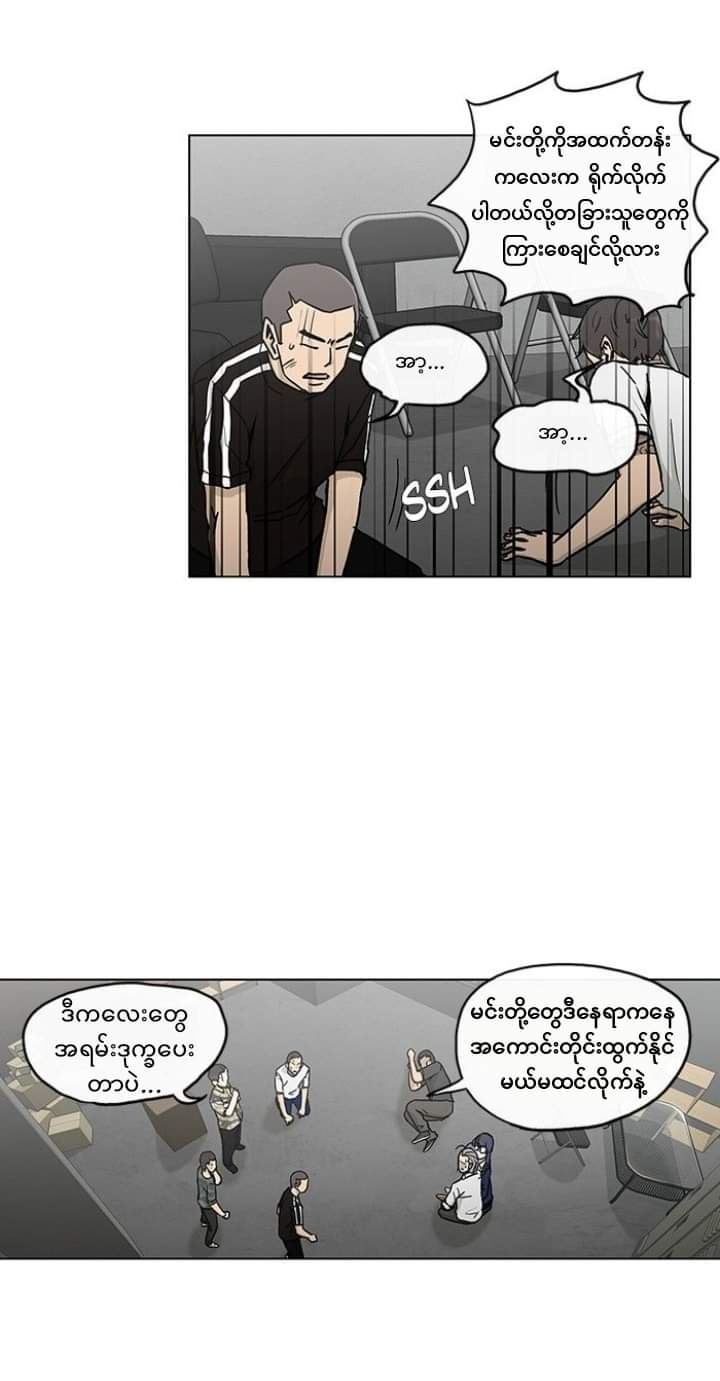 မင်းတို့ကိုအထက်တန်း
ကလေးက ရိုက်လိုက်
ပါတယ်လို့တခြားသူတွေကို
ကြားစေချင်လို့လား
အာ့...
အာ့...
SSH
ဒီကလေးတွေ
အရမ်းဒုက္ခပေး
တာပဲ...
မင်းတို့တွေဒီနေရာကနေ
အကောင်းတိုင်းထွက်နိုင်
မယ်မထင်လိုက်နဲ့